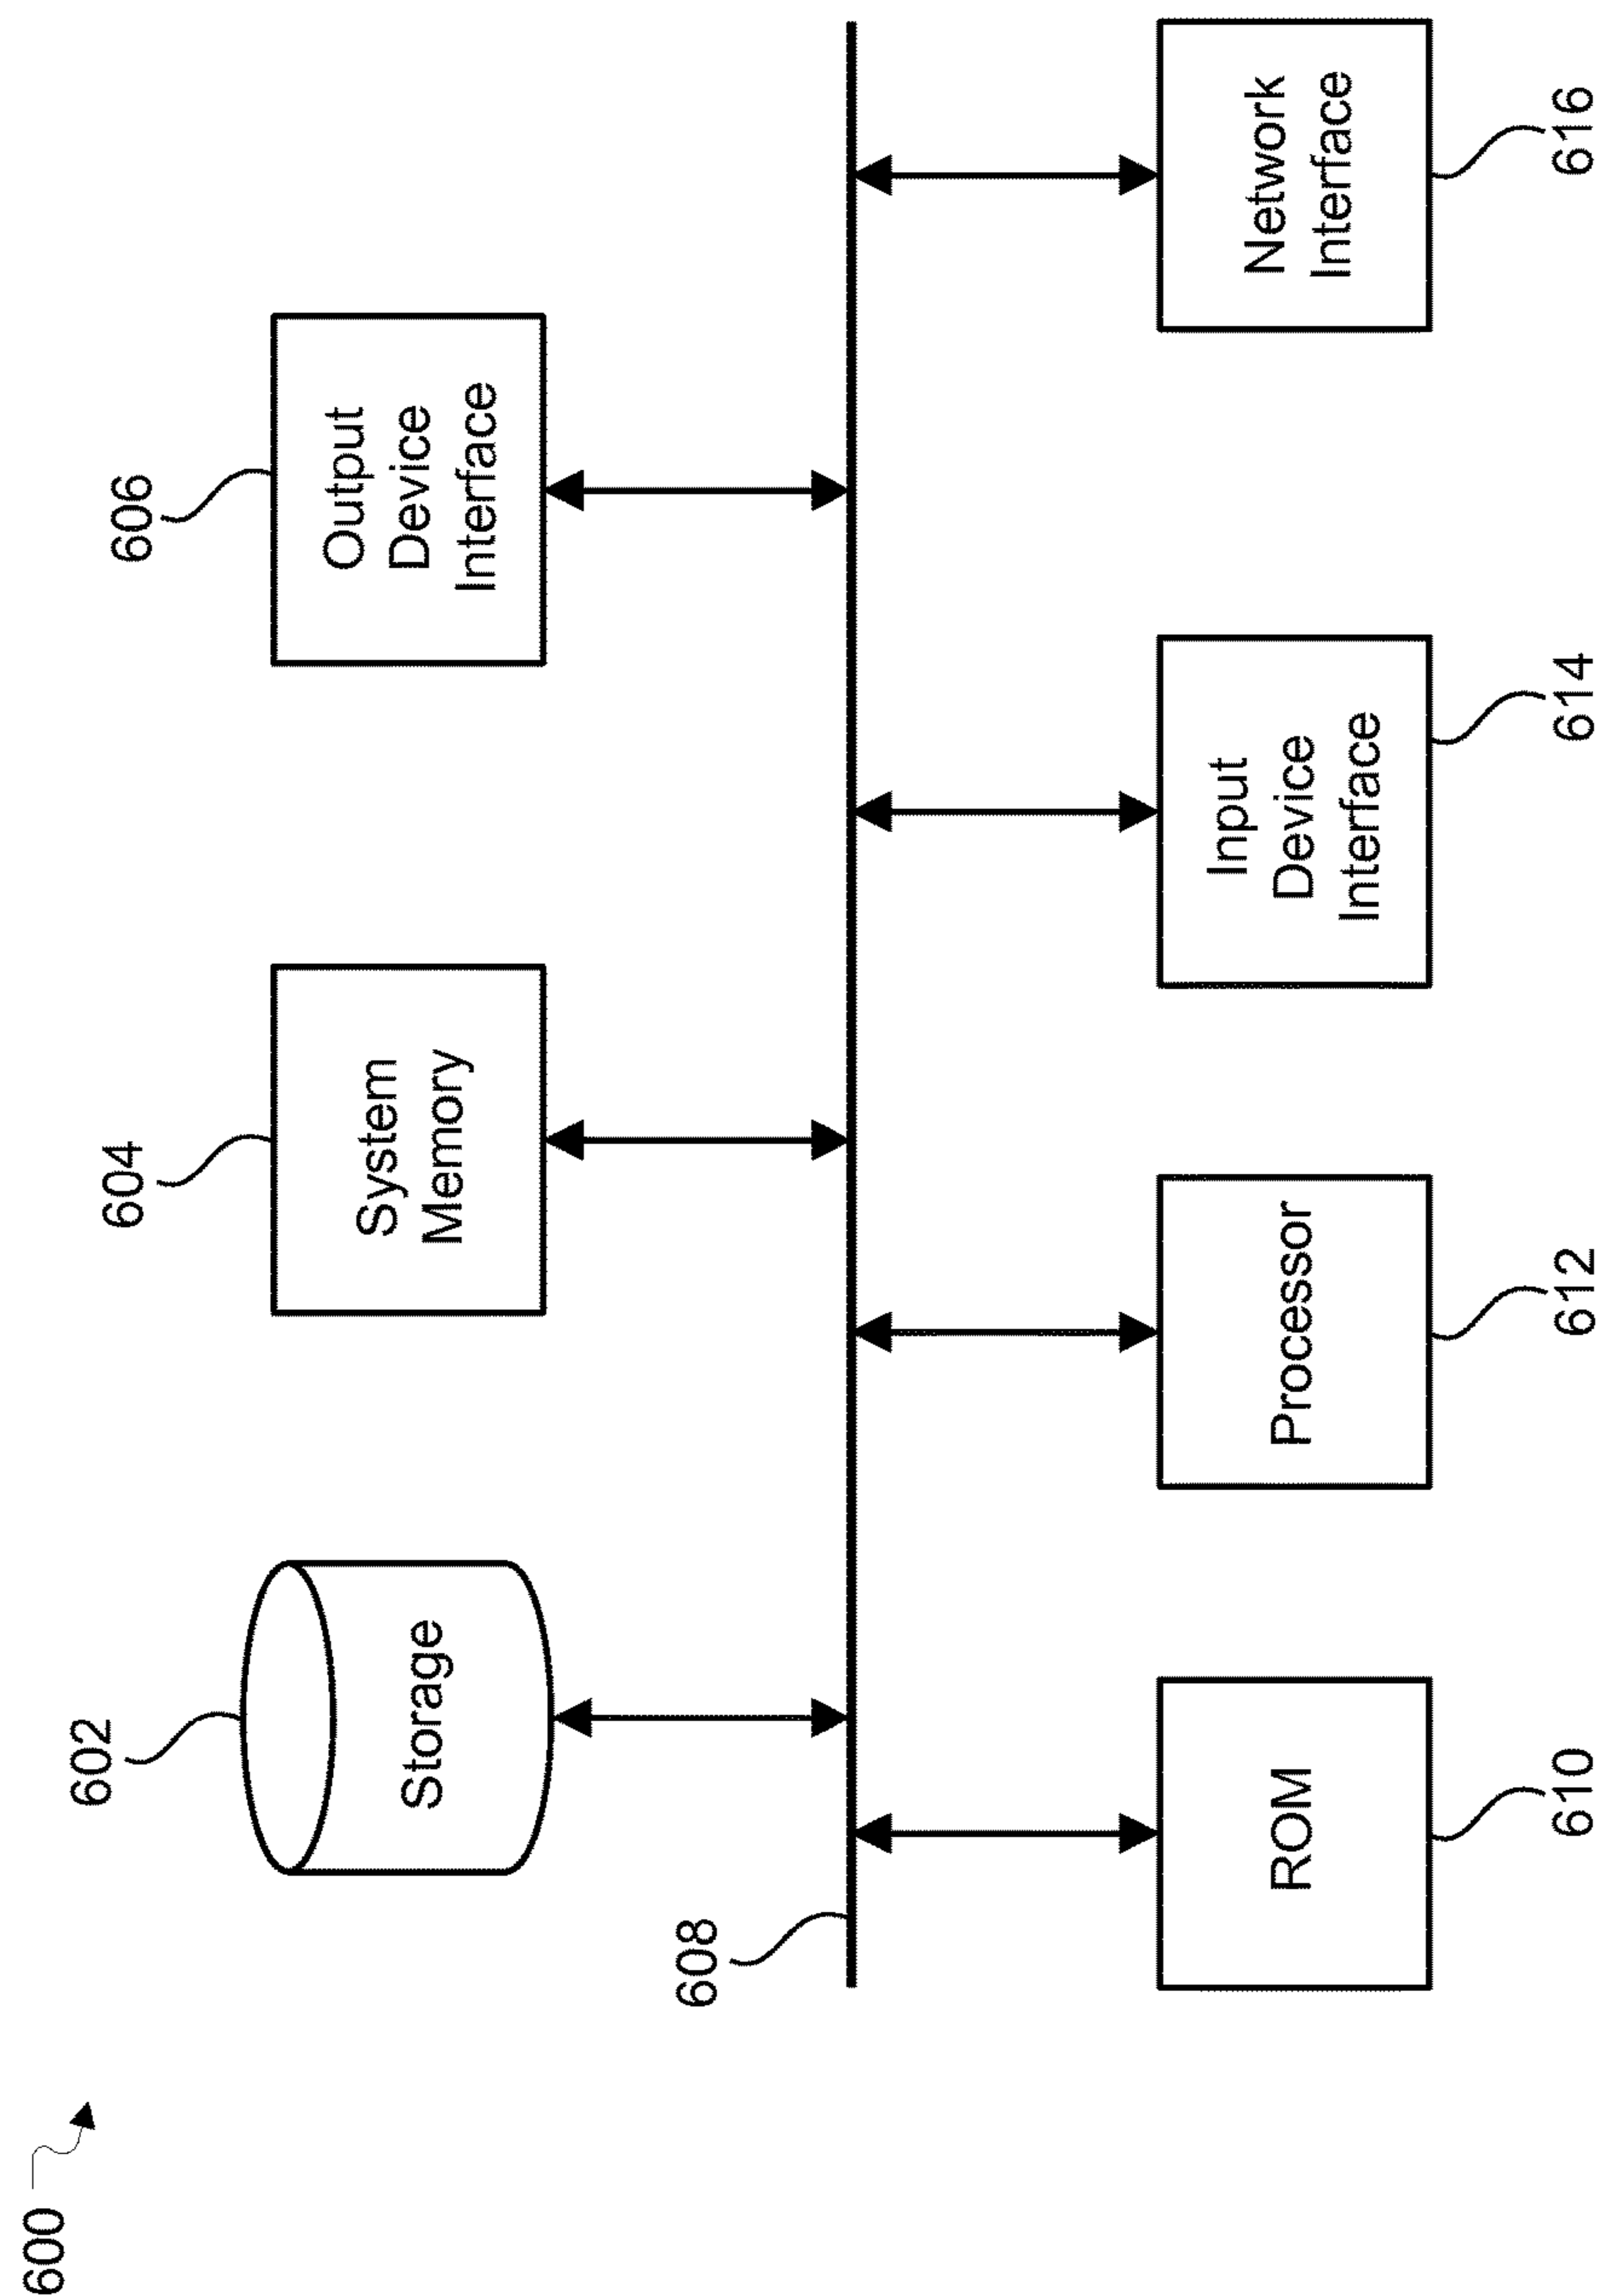 600
602
Storage
604
System
Memory
606
Output
Device
Interface
608
610
ROM
612
Processor
614
Input
Device
Interface
616
Network
Interface